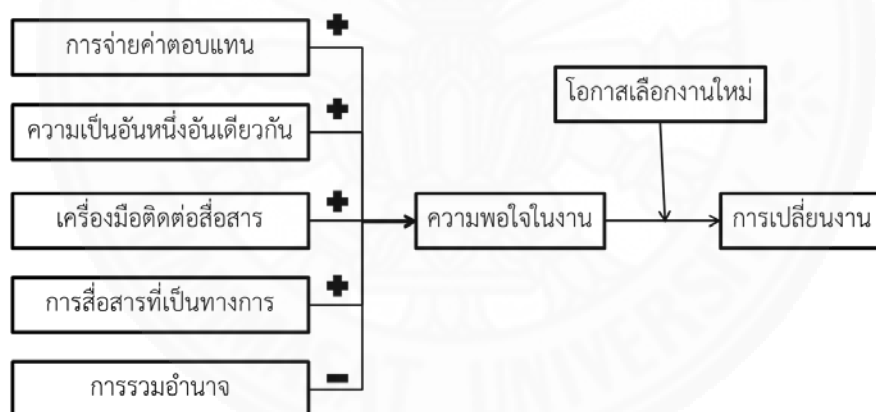 การจ่ายค่าตอบแทน
+
ความเป็นอันหนึ่งอันเดียวกัน
+
เครื่องมือติดต่อสื่อสาร
+
การสื่อสารที่เป็นทางการ
+
การรวมอำนาจ
-
ความพอใจในงาน
โอกาสเลือกงานใหม่
การเปลี่ยนงาน